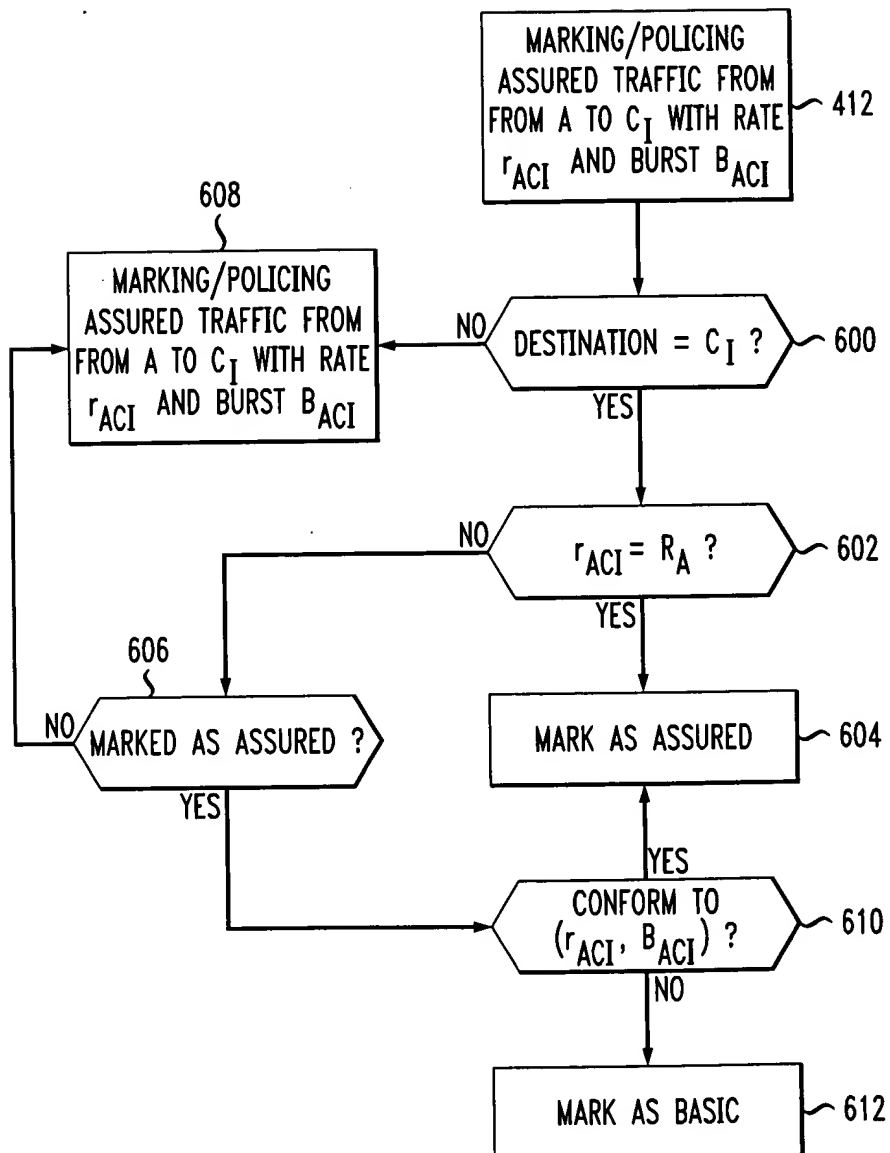 MARKING/POLICING
ASSURED TRAFFIC FROM
FROM A TO C_I WITH RATE
r_ACI AND BURST B_ACI
412
608
MARKING/POLICING
ASSURED TRAFFIC FROM
FROM A TO C_I WITH RATE
r_ACI AND BURST B_ACI
NO
DESTINATION = C_I ?
600
YES
NO
r_ACI = R_A ?
602
YES
606
NO
MARKED AS ASSURED ?
YES
MARK AS ASSURED
604
YES
CONFORM TO
(r_ACI, B_ACI) ?
610
NO
MARK AS BASIC
612